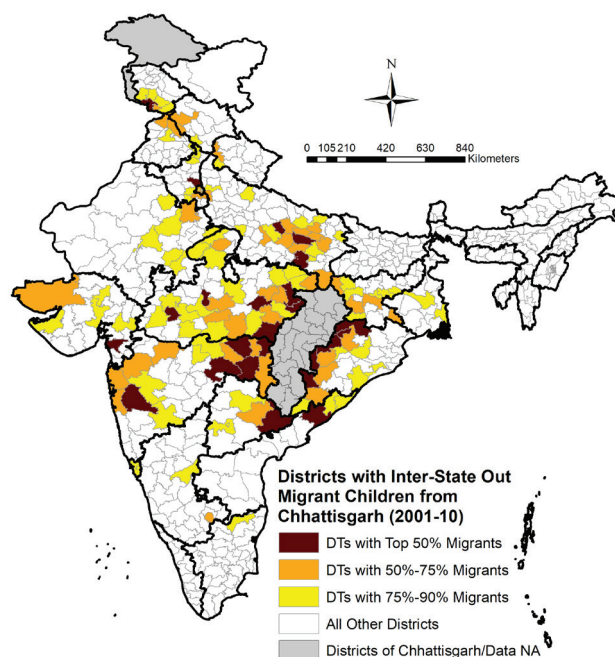 N
0 105 210 420 630 840
Kilometers
Districts with Inter-State Out
Migrant Children from
Chhattisgarh (2001-10)
DTs with Top 50% Migrants
DTs with 50%-75% Migrants
DTs with 75%-90% Migrants
All Other Districts
Districts of Chhatisgarh/Data NA